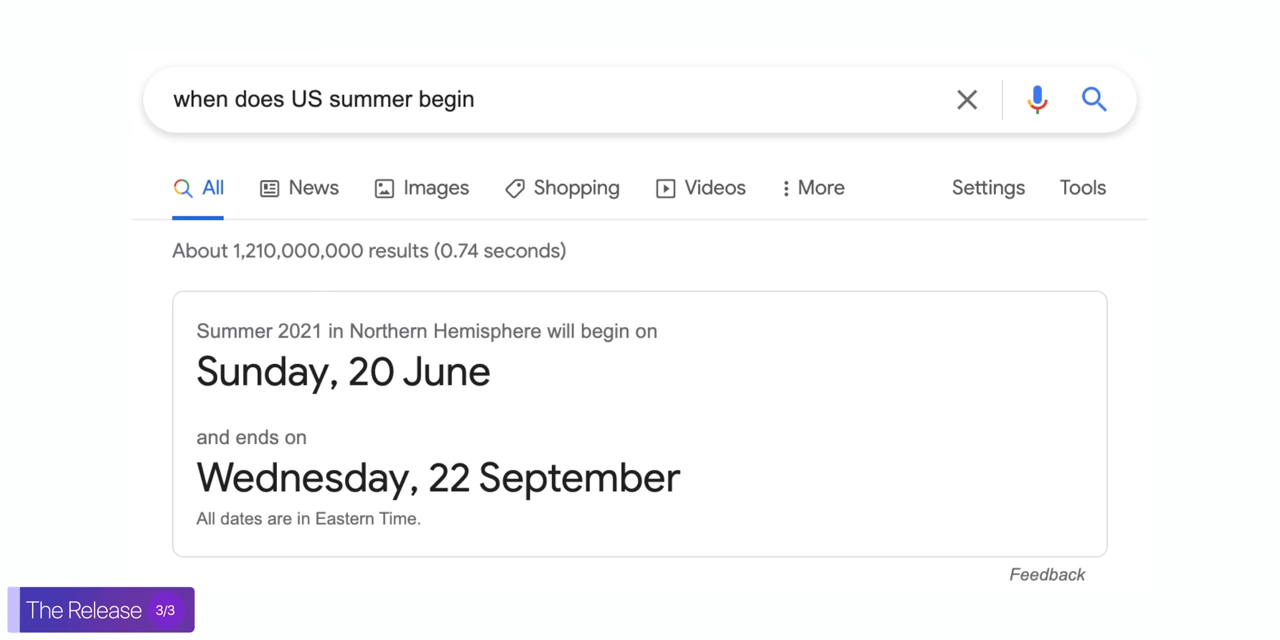 when does US summer begin
All News Images Shopping Videos More Settings Tools
About 1,210,000,000 results (0.74 seconds)
Summer 2021 in Northern Hemisphere will begin on
Sunday, 20 June
and ends on
Wednesday, 22 September
All dates are in Eastern Time.
Feedback
The Release 3/3